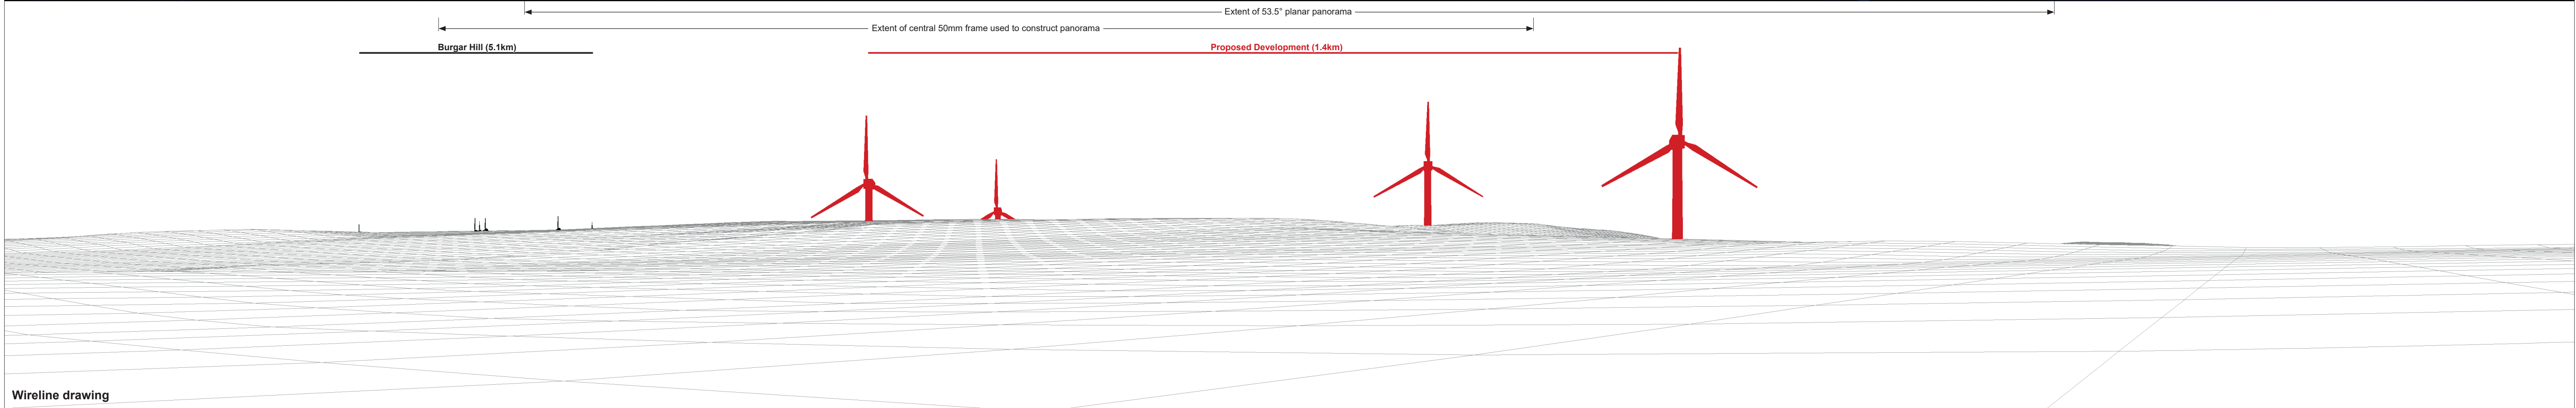 Extent of 53.5° planar panorama
Extent of central 50mm frame used to construct panorama
Burgar Hill (5.1km)
Proposed Development (1.4km)
Wireline drawing